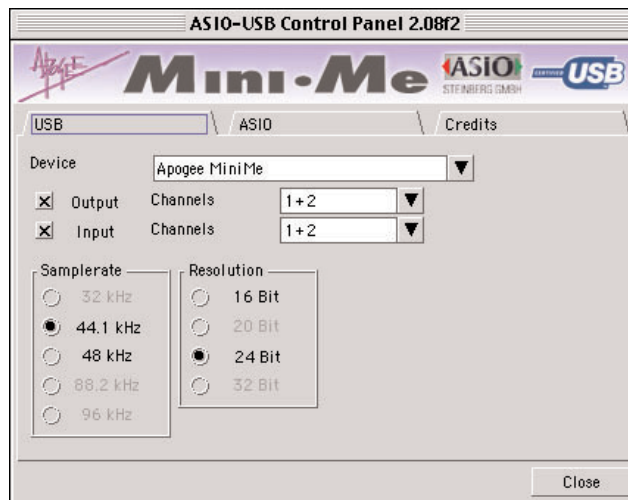 ASIO-USB Control Panel 2.08f2
Apogee Mini-Me ASIO STEINBERG GMBH CERTIFIED USB
USB ASIO Credits
Device Apogee MiniMe
Output Channels 1+2
Input Channels 1+2
Samplerate
32 kHz
44.1 kHz
48 kHz
88.2 kHz
96 kHz
Resolution
16 Bit
20 Bit
24 Bit
32 Bit
Close